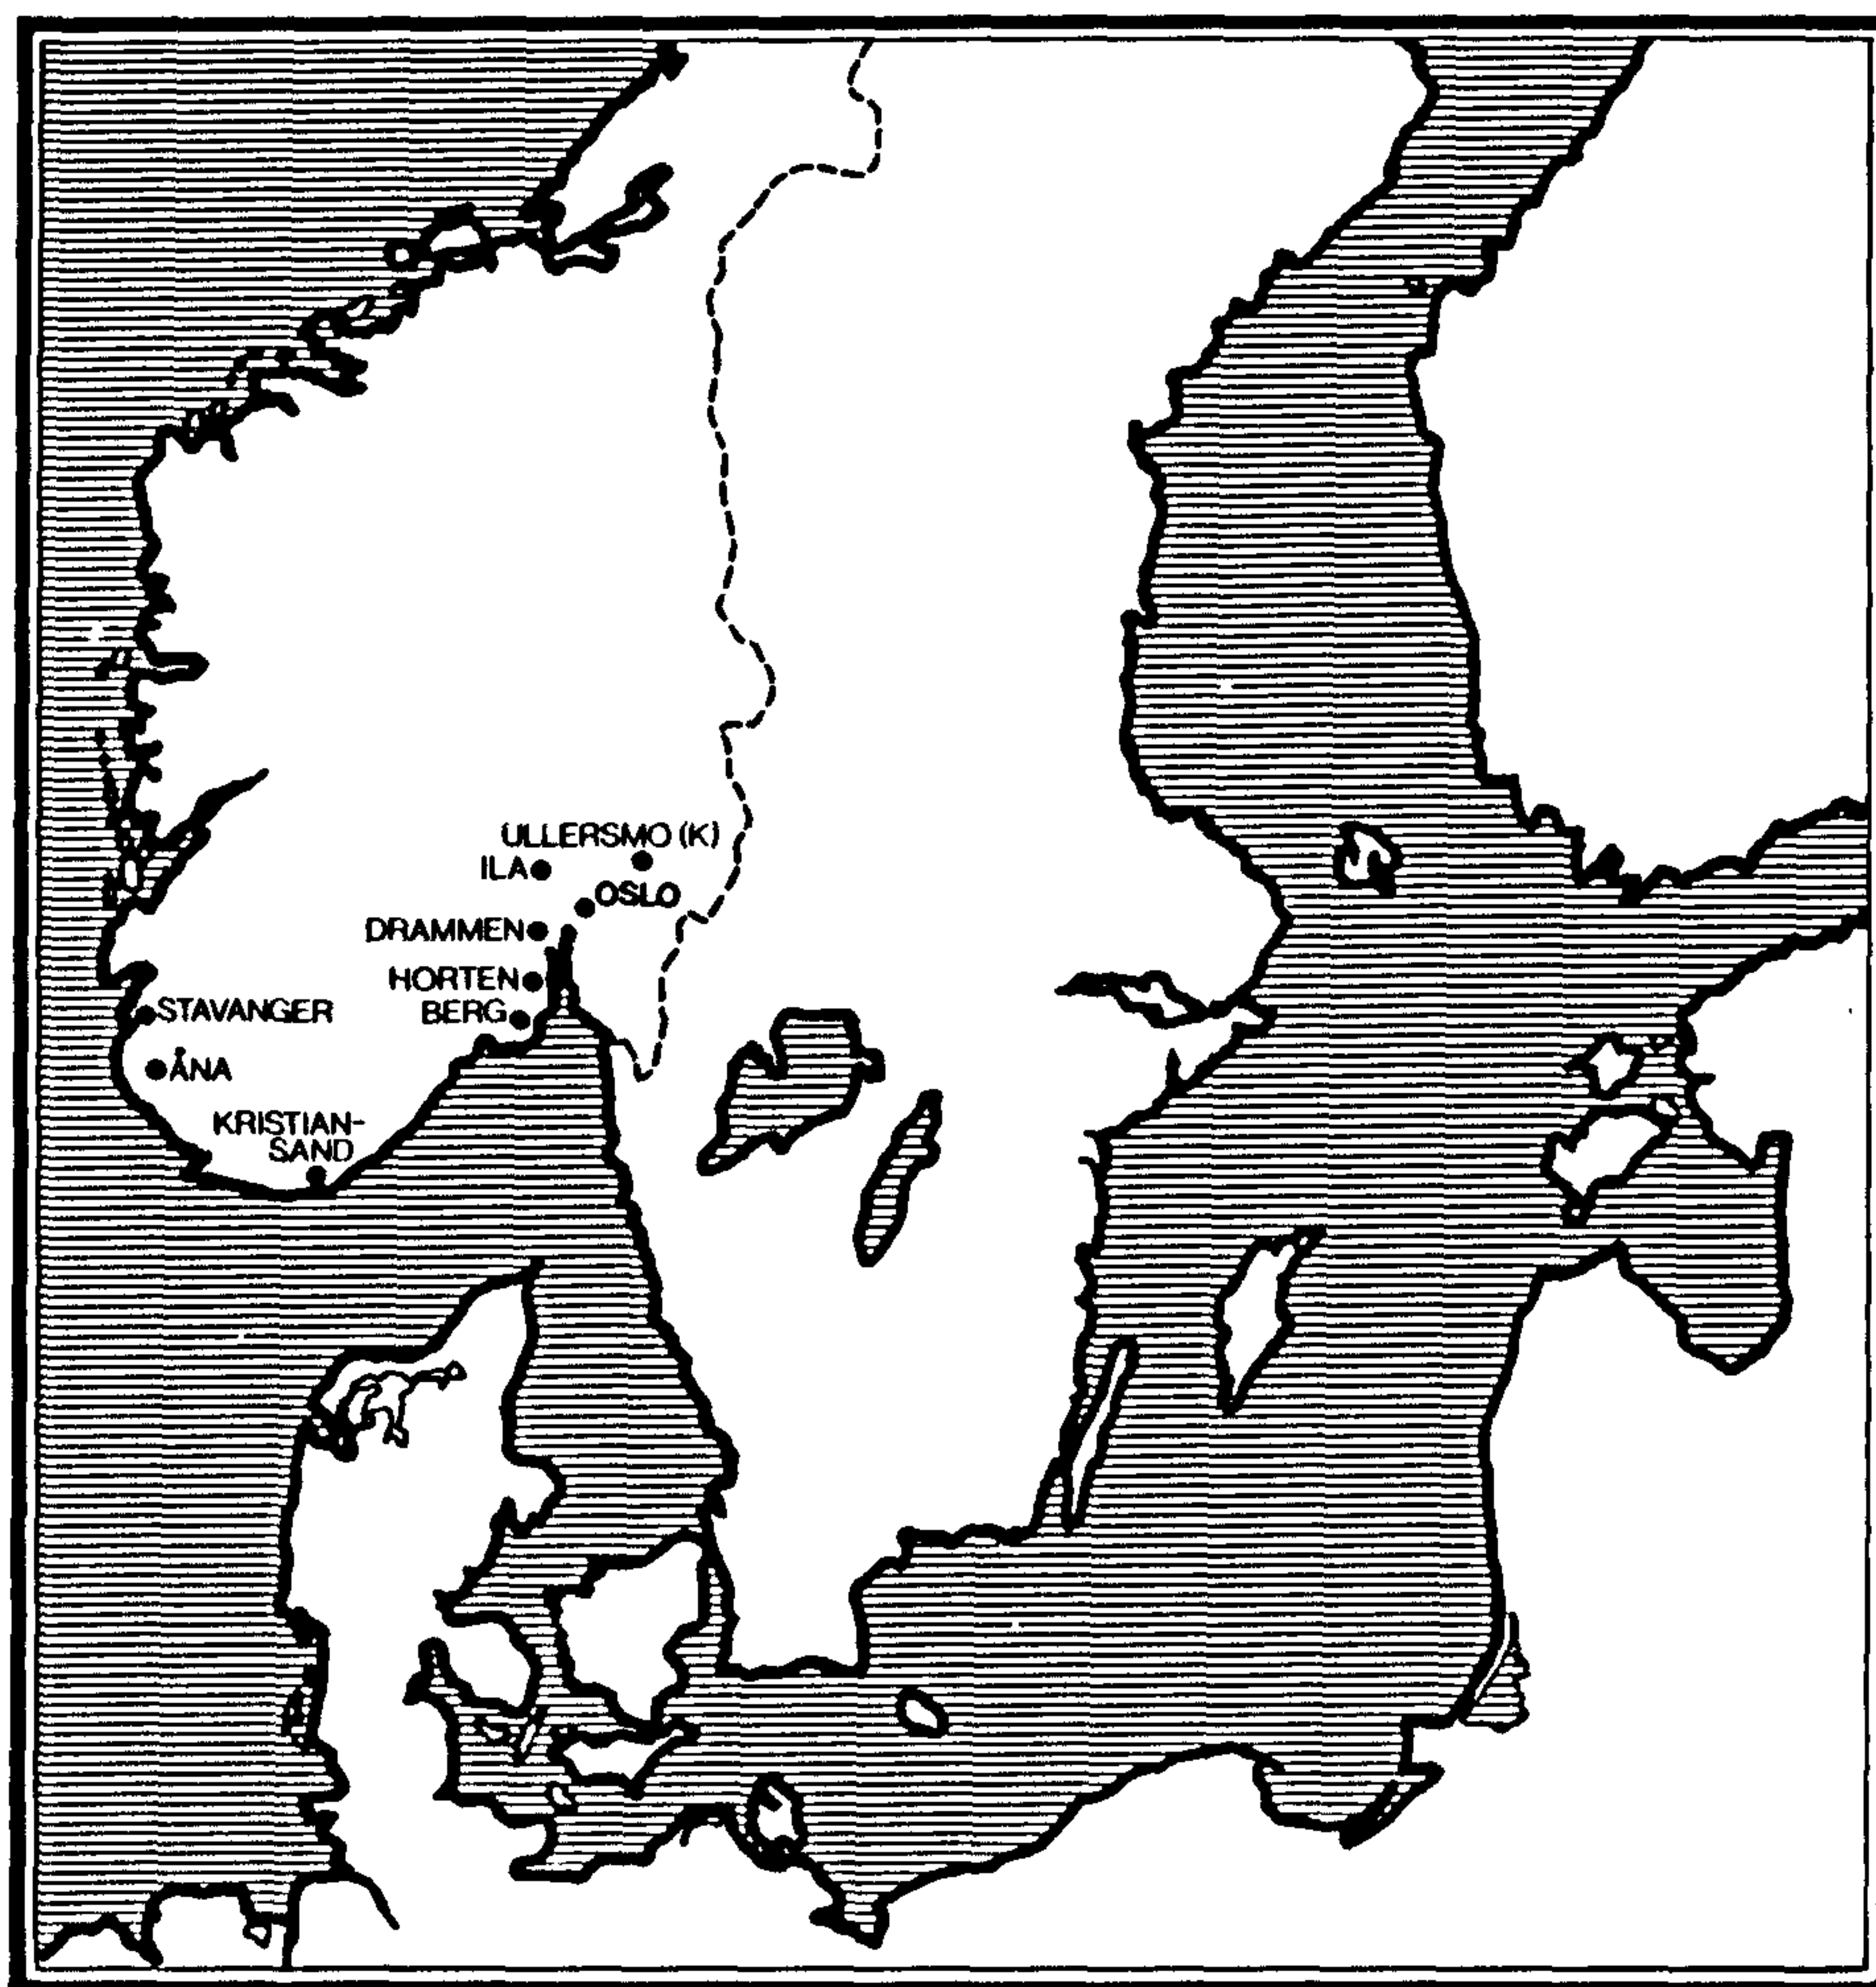 ULLERSMO (K)
ILA
OSLO
DRAMMEN
HORTEN
BERG
STAVANGER
ÅNA
KRISTIAN-
SAND